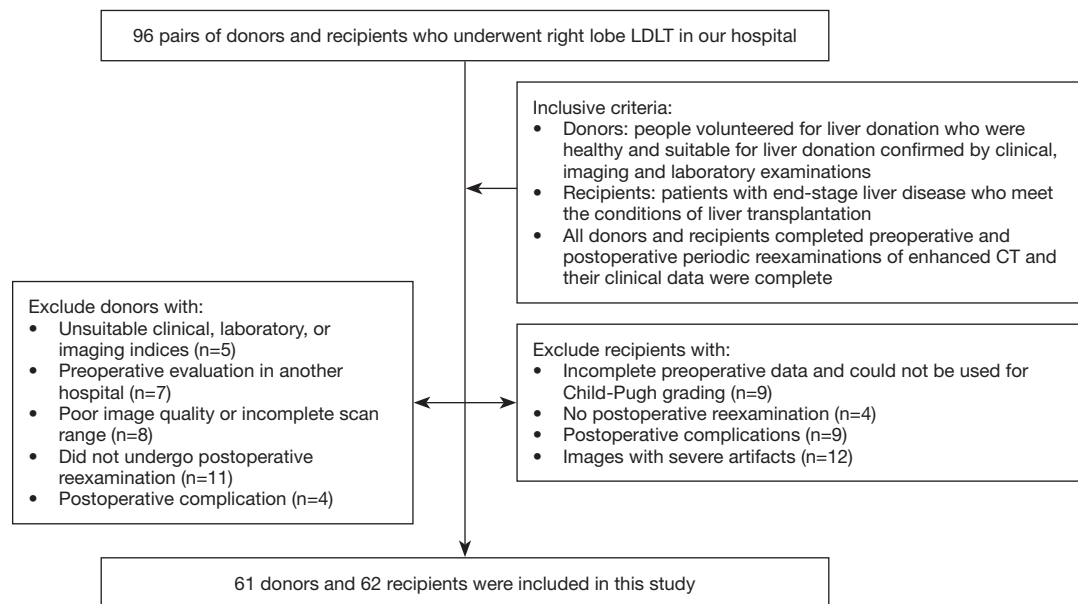 96 pairs of donors and recipients who underwent right lobe LDLT in our hospital
Inclusive criteria:
• Donors: people volunteered for liver donation who were
healthy and suitable for liver donation confirmed by clinical,
imaging and laboratory examinations
• Recipients: patients with end-stage liver disease who meet
the conditions of liver transplantation
• All donors and recipients completed preoperative and
postoperative periodic reexaminations of enhanced CT and
their clinical data were complete
Exclude donors with:
• Unsuitable clinical, laboratory, or
imaging indices (n=5)
• Preoperative evaluation in another
hospital (n=7)
• Poor image quality or incomplete scan
range (n=8)
• Did not undergo postoperative
reexamination (n=11)
• Postoperative complication (n=4)
Exclude recipients with:
• Incomplete preoperative data and could not be used for
Child-Pugh grading (n=9)
• No postoperative reexamination (n=4)
• Postoperative complications (n=9)
• Images with severe artifacts (n=12)
61 donors and 62 recipients were included in this study